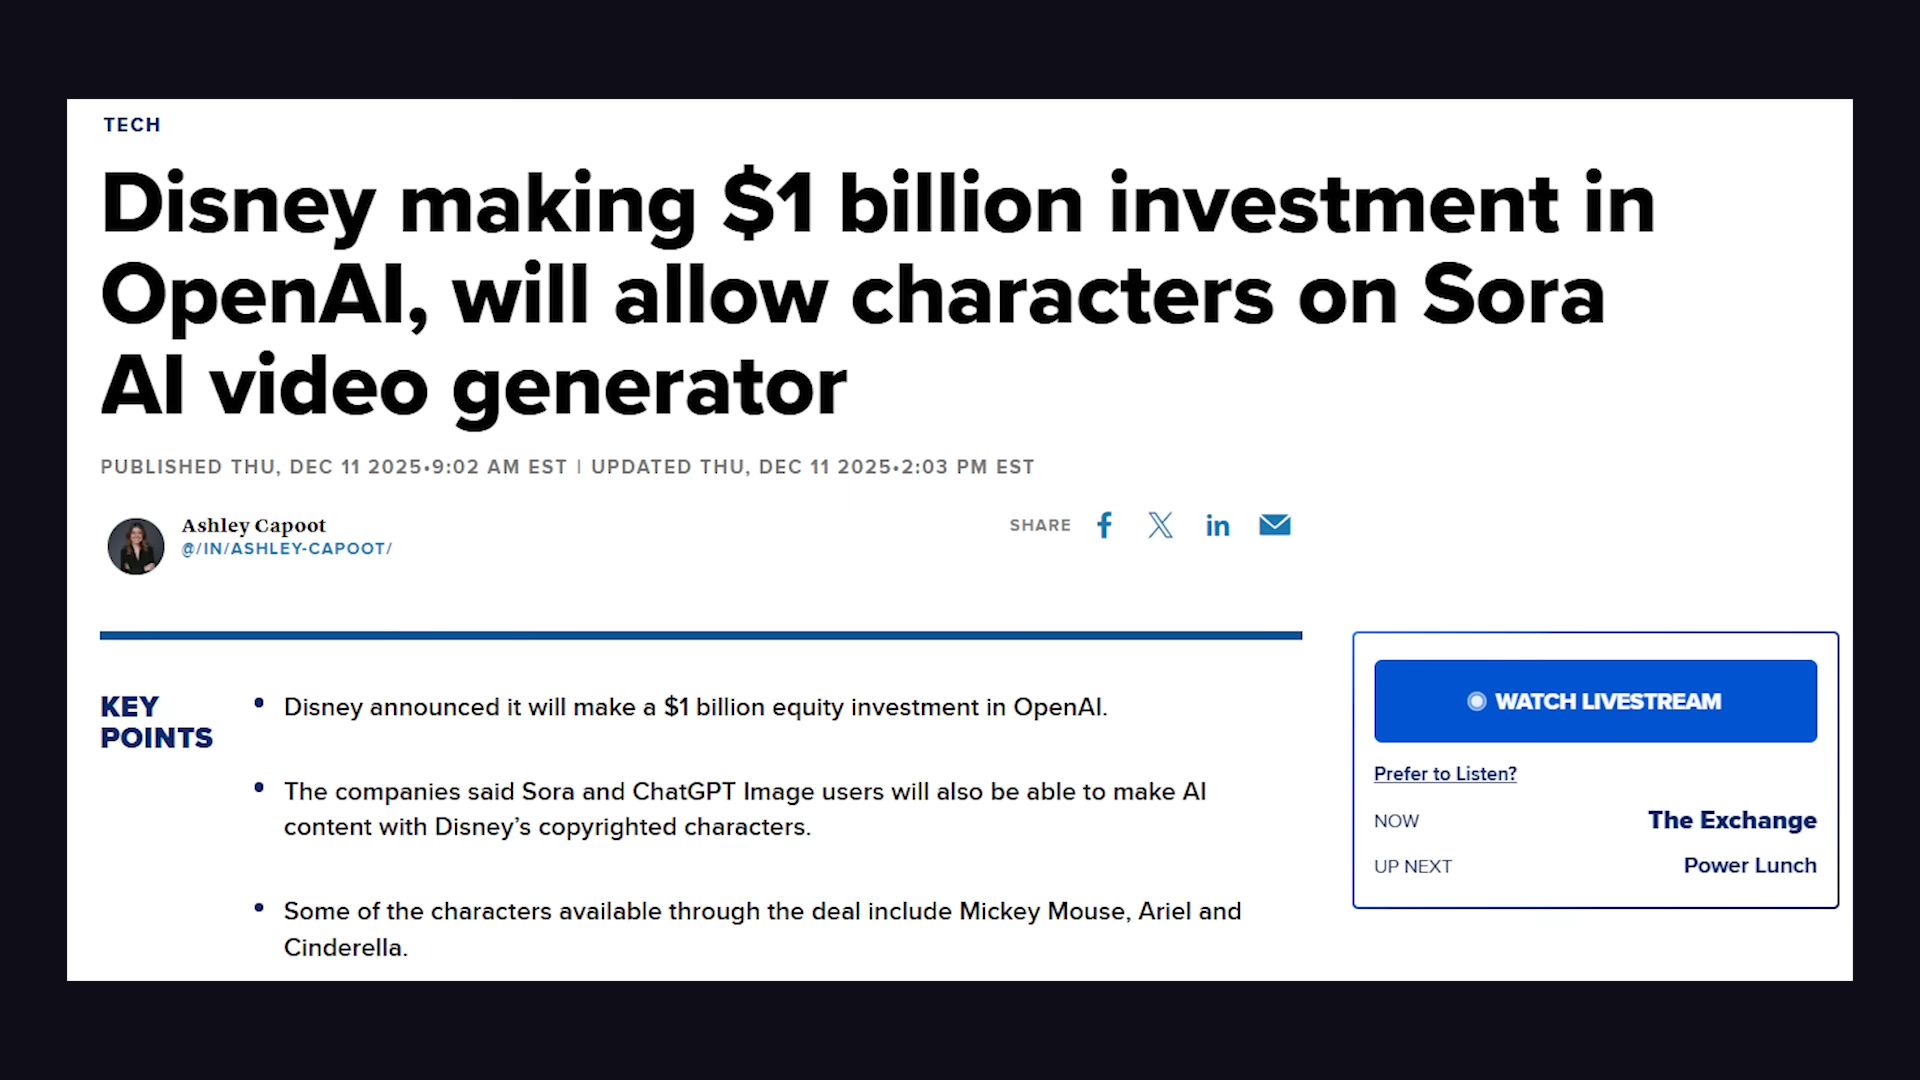 TECH
Disney making $1 billion investment in
OpenAI, will allow characters on Sora
AI video generator
PUBLISHED THU, DEC 11 2025•9:02 AM EST | UPDATED THU, DEC 11 2025•2:03 PM EST
Ashley Capoot
@/IN/ASHLEY-CAPOOT/
SHARE
KEY
POINTS
• Disney announced it will make a $1 billion equity investment in OpenAI.
• The companies said Sora and ChatGPT Image users will also be able to make AI
content with Disney’s copyrighted characters.
• Some of the characters available through the deal include Mickey Mouse, Ariel and
Cinderella.
WATCH LIVESTREAM
Prefer to Listen?
NOW The Exchange
UP NEXT Power Lunch